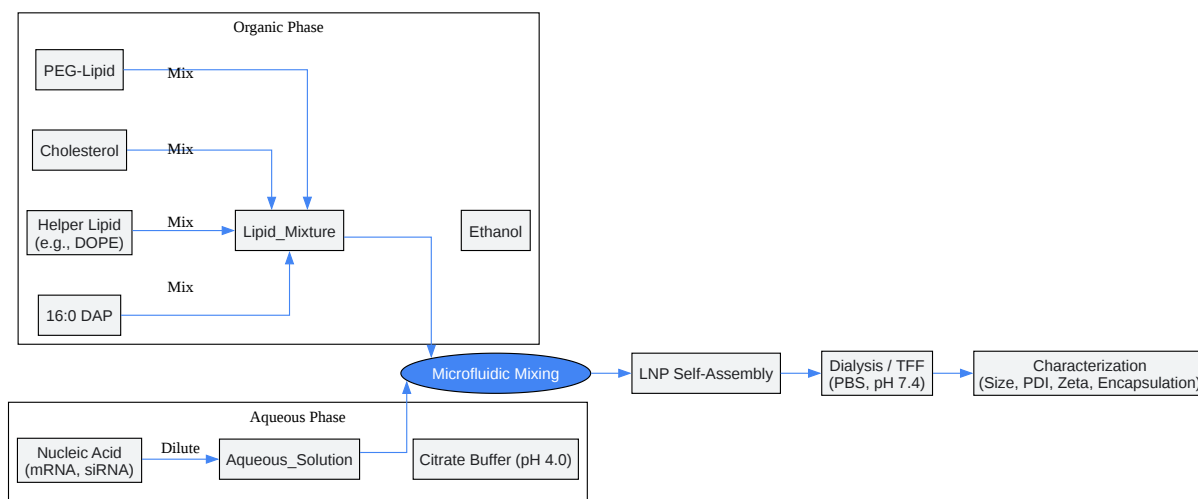 Organic Phase
PEG-Lipid
Mix
Cholesterol
Mix
Helper Lipid
(e.g., DOPE)
Mix
Lipid_Mixture
Ethanol
Mix
16:0 DAP
Microfluidic Mixing
LNP Self-Assembly
Dialysis / TFF
(PBS, pH 7.4)
Characterization
(Size, PDI, Zeta, Encapsulation)
Aqueous Phase
Nucleic Acid
(mRNA, siRNA)
Dilute
Aqueous_Solution
Citrate Buffer (pH 4.0)